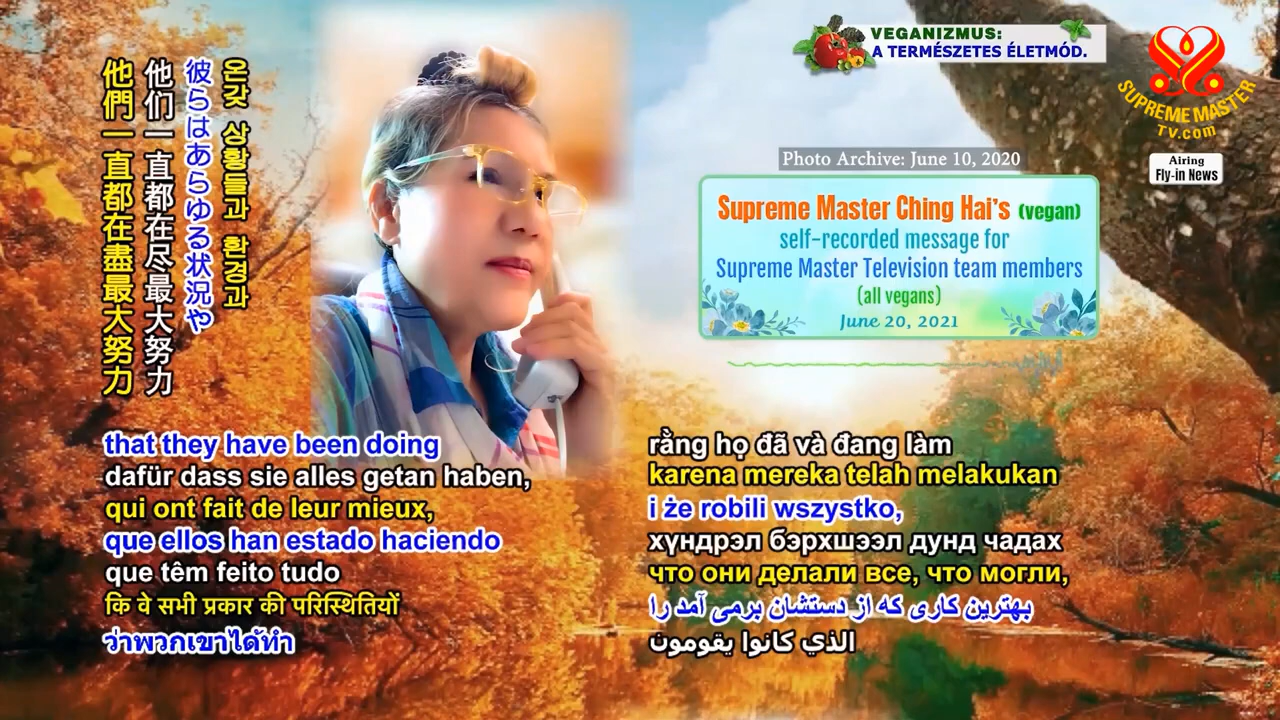 VEGANIZMUS:
A TERMÉSZETES ÉLETMÓD.
SUPREME MASTER
TV.com
Airing
Fly-in News
Photo Archive: June 10, 2020
Supreme Master Ching Hai's (vegan)
self-recorded message for
Supreme Master Television team members
(all vegans)
June 20, 2021
온갖 상황들과 환경과
彼らはあらゆる状況や
他们一直都在尽最大努力
他們一直都在盡最大努力
that they have been doing
dafür dass sie alles getan haben,
qui ont fait de leur mieux,
que ellos han estado haciendo
que têm feito tudo
कि वे सभी प्रकार की परिस्थितियों
ว่าพวกเขาได้ทำ
rằng họ đã và đang làm
karena mereka telah melakukan
i że robili wszystko,
хүндрэл бэрхшээл дунд чадах
что они делали все, что могли,
بهترین کاری که از دستشان برمی آمد را
الذي كانوا يقومون